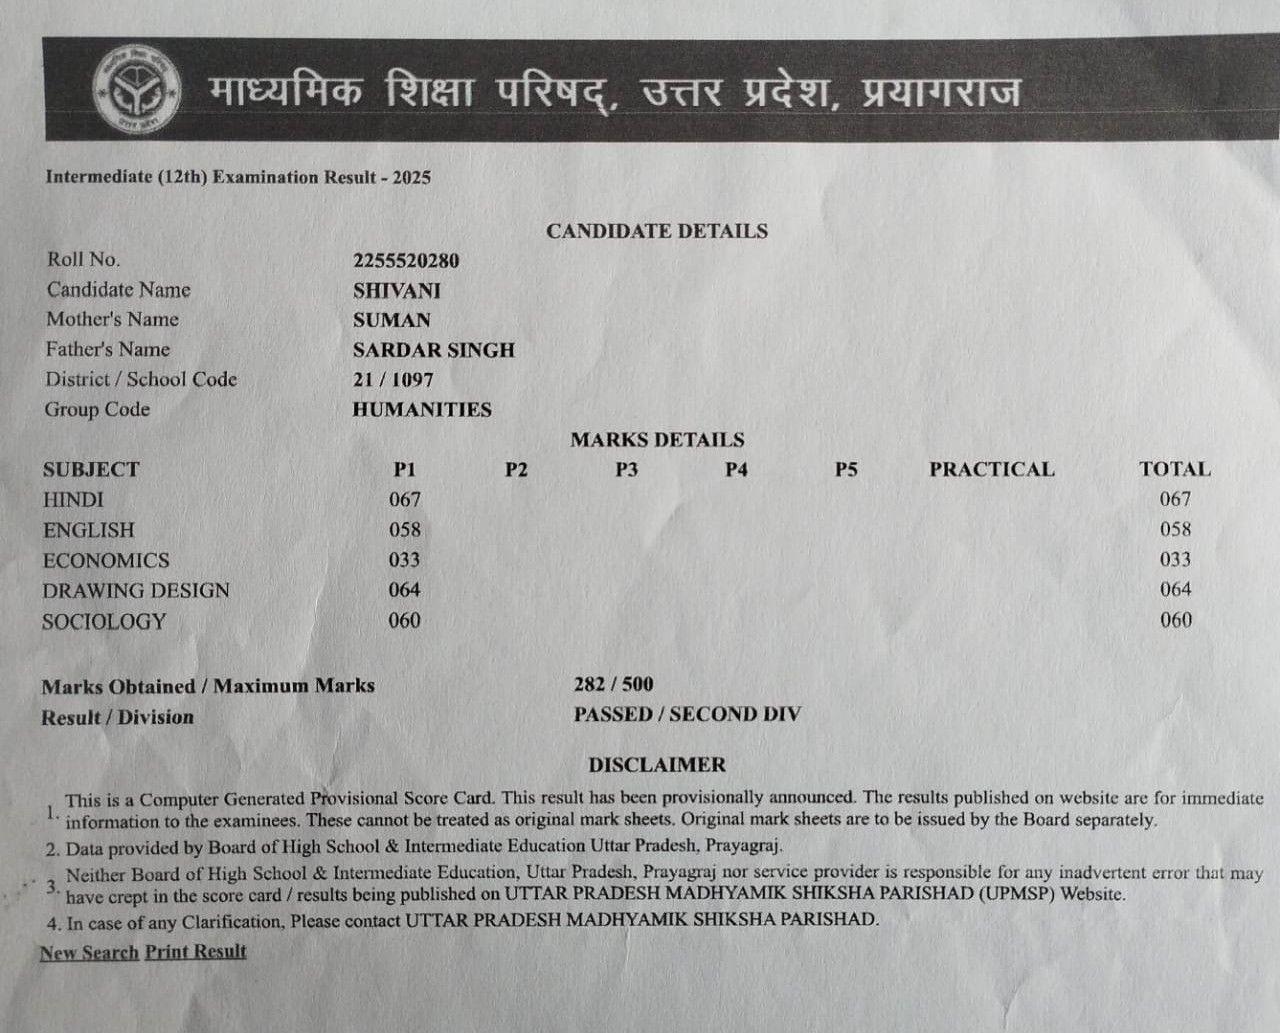 माध्यमिक शिक्षा परिषद्, उत्तर प्रदेश, प्रयागराज
Intermediate (12th) Examination Result - 2025
CANDIDATE DETAILS
Roll No. 2255520280
Candidate Name SHIVANI
Mother's Name SUMAN
Father's Name SARDAR SINGH
District / School Code 21 / 1097
Group Code HUMANITIES
MARKS DETAILS
SUBJECT P1 P2 P3 P4 P5 PRACTICAL TOTAL
HINDI 067 067
ENGLISH 058 058
ECONOMICS 033 033
DRAWING DESIGN 064 064
SOCIOLOGY 060 060
Marks Obtained / Maximum Marks 282 / 500
Result / Division PASSED / SECOND DIV
DISCLAIMER
1. This is a Computer Generated Provisional Score Card. This result has been provisionally announced. The results published on website are for immediate
information to the examinees. These cannot be treated as original mark sheets. Original mark sheets are to be issued by the Board separately.
2. Data provided by Board of High School & Intermediate Education Uttar Pradesh, Prayagraj.
3. Neither Board of High School & Intermediate Education, Uttar Pradesh, Prayagraj nor service provider is responsible for any inadvertent error that may
have crept in the score card / results being published on UTTAR PRADESH MADHYAMIK SHIKSHA PARISHAD (UPMSP) Website.
4. In case of any Clarification, Please contact UTTAR PRADESH MADHYAMIK SHIKSHA PARISHAD.
New Search Print Result